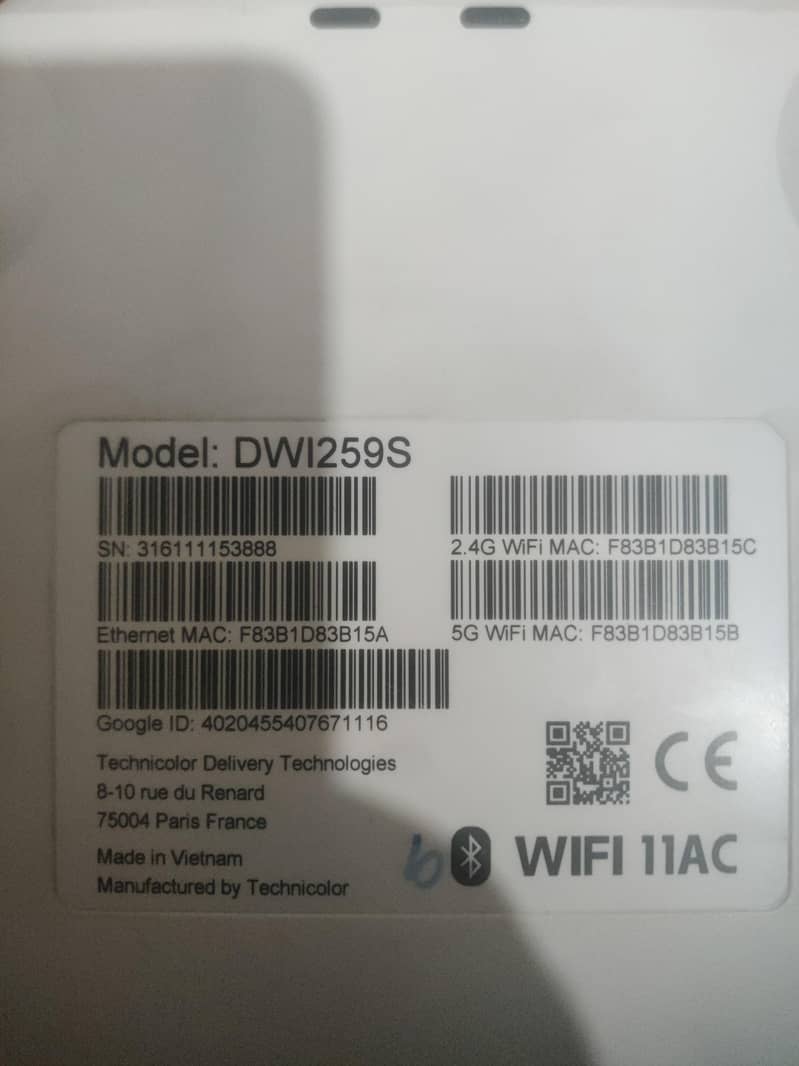 Model: DWI259S
SN: 316111153888
2.4G WiFi MAC: F83B1D83B15C
Ethernet MAC: F83B1D83B15A
5G WiFi MAC: F83B1D83B15B
Google ID: 4020455407671116
Technicolor Delivery Technologies
8-10 rue du Renard
75004 Paris France
CE
Made in Vietnam
Manufactured by Technicolor
WIFI 11AC